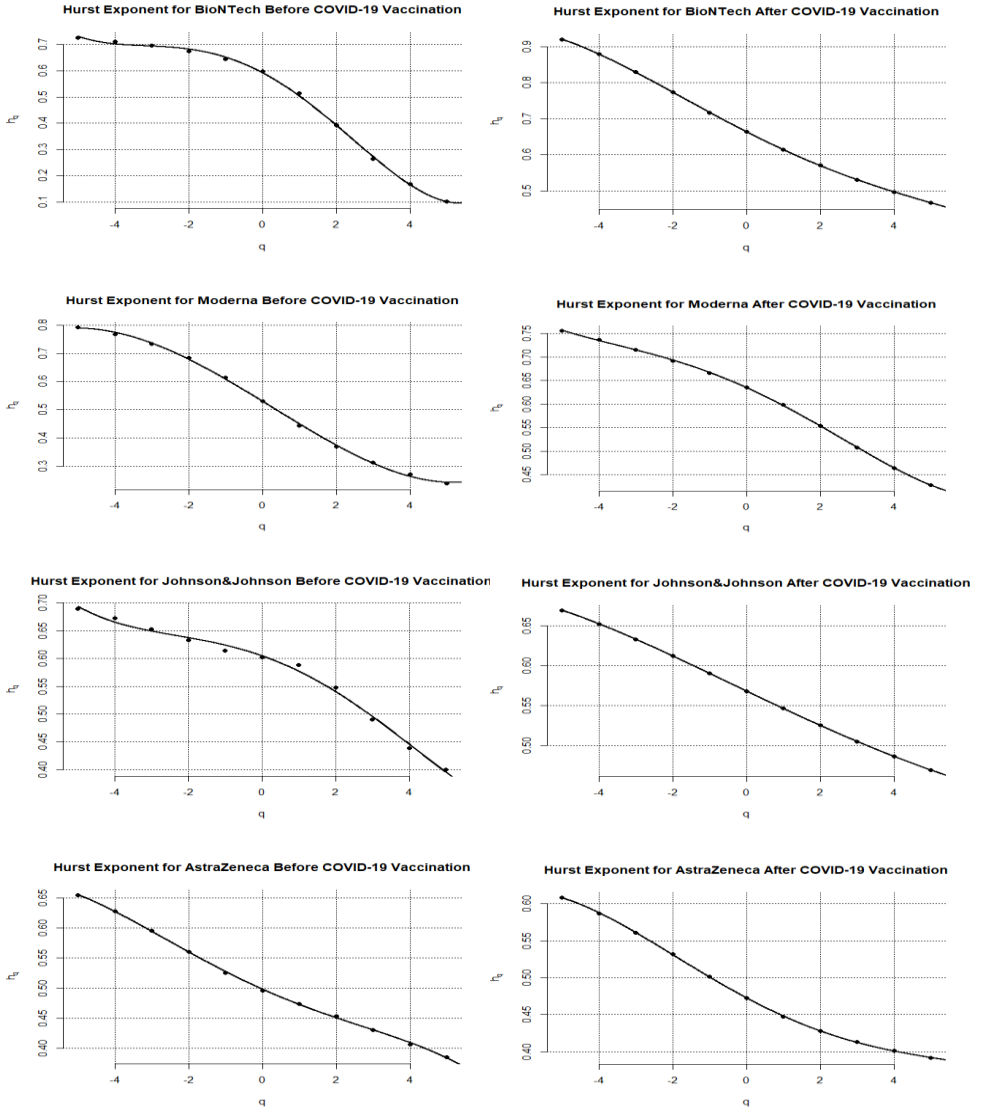 Hurst Exponent for BioNTech Before COVID-19 Vaccination
hq
0.7
0.6
0.5
0.4
0.3
0.2
0.1
-4 -2 0 2 4
q
Hurst Exponent for BioNTech After COVID-19 Vaccination
hq
0.9
0.8
0.7
0.6
0.5
-4 -2 0 2 4
q
Hurst Exponent for Moderna Before COVID-19 Vaccination
hq
0.8
0.7
0.6
0.5
0.4
0.3
-4 -2 0 2 4
q
Hurst Exponent for Moderna After COVID-19 Vaccination
hq
0.75
0.70
0.65
0.60
0.55
0.50
0.45
-4 -2 0 2 4
q
Hurst Exponent for Johnson&Johnson Before COVID-19 Vaccination
hq
0.70
0.65
0.60
0.55
0.50
0.45
0.40
-4 -2 0 2 4
q
Hurst Exponent for Johnson&Johnson After COVID-19 Vaccination
hq
0.65
0.60
0.55
0.50
-4 -2 0 2 4
q
Hurst Exponent for AstraZeneca Before COVID-19 Vaccination
hq
0.65
0.60
0.55
0.50
0.45
0.40
-4 -2 0 2 4
q
Hurst Exponent for AstraZeneca After COVID-19 Vaccination
hq
0.60
0.55
0.50
0.45
0.40
-4 -2 0 2 4
q